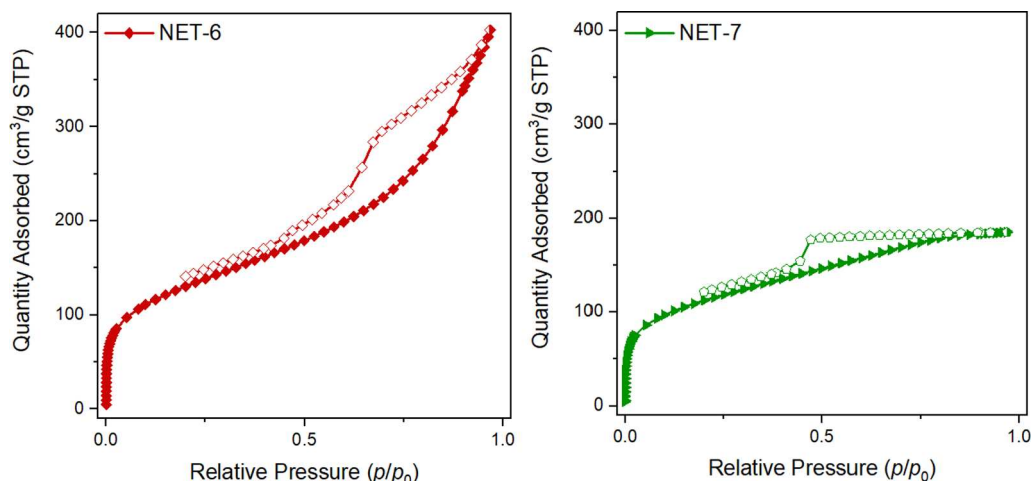 NET-6
Quantity Adsorbed (cm³/g STP)
400
300
200
100
0
0.0 0.5 1.0
Relative Pressure (p/p₀)
NET-7
Quantity Adsorbed (cm³/g STP)
400
300
200
100
0
0.0 0.5 1.0
Relative Pressure (p/p₀)